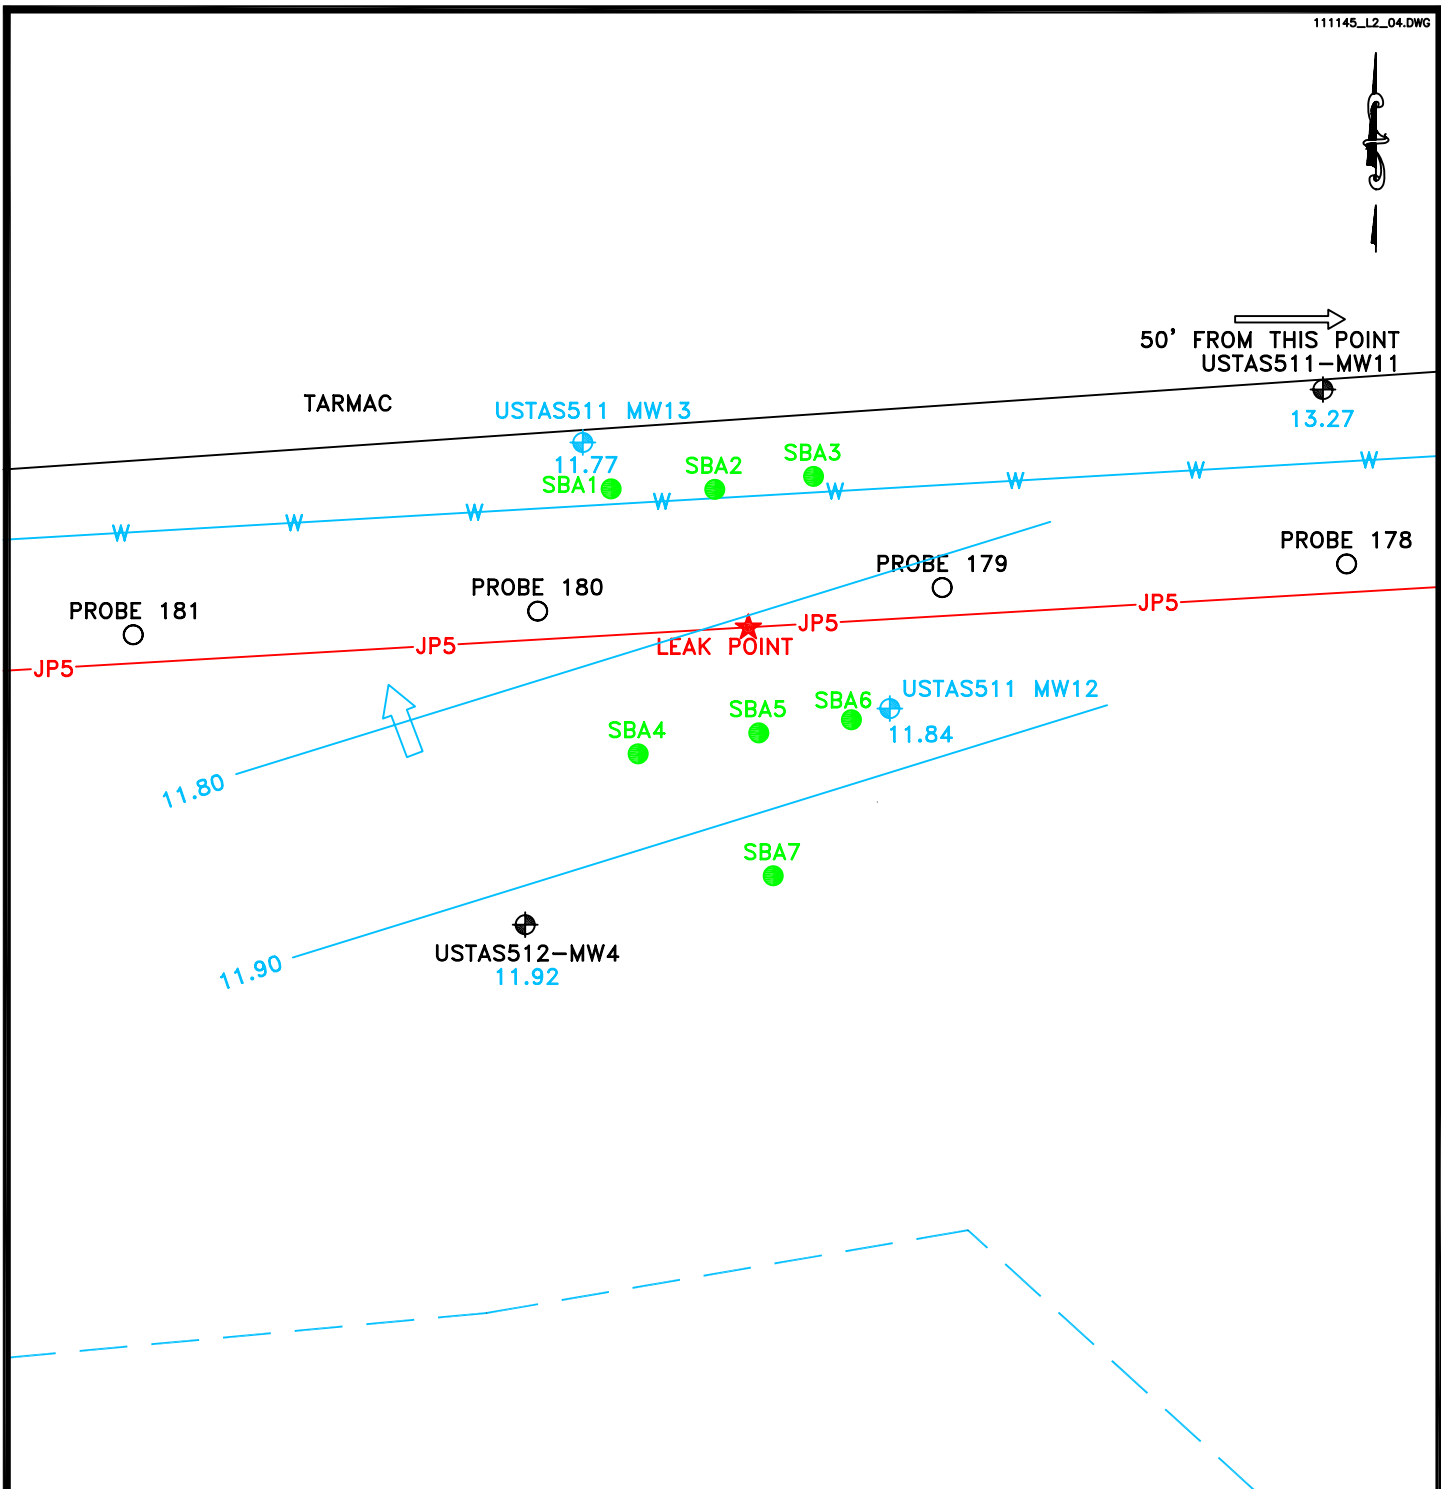 111145_L2_04.DWG
50' FROM THIS POINT
USTAS511-MW11
13.27
TARMAC
USTAS511 MW13
11.77
SBA1
SBA2
SBA3
W W W W W W W W
PROBE 181
PROBE 180
PROBE 179
PROBE 178
JP5
JP5
JP5
JP5
LEAK POINT
USTAS511 MW12
11.84
SBA4
SBA5
SBA6
11.80
SBA7
11.90
USTAS512-MW4
11.92